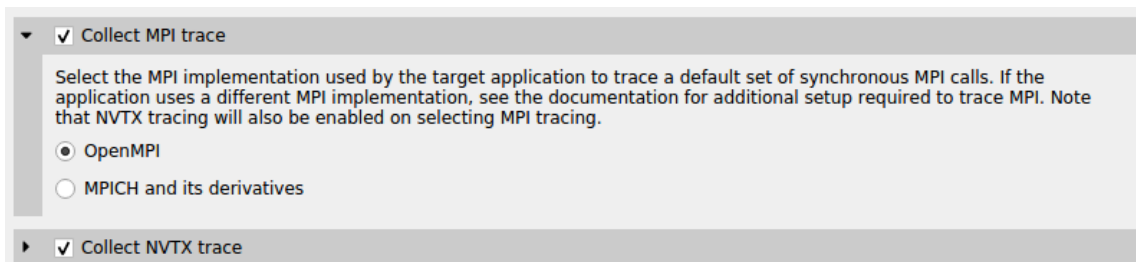 Collect MPI trace
Select the MPI implementation used by the target application to trace a default set of synchronous MPI calls. If the
application uses a different MPI implementation, see the documentation for additional setup required to trace MPI. Note
that NVTX tracing will also be enabled on selecting MPI tracing.
OpenMPI
MPICH and its derivatives
Collect NVTX trace